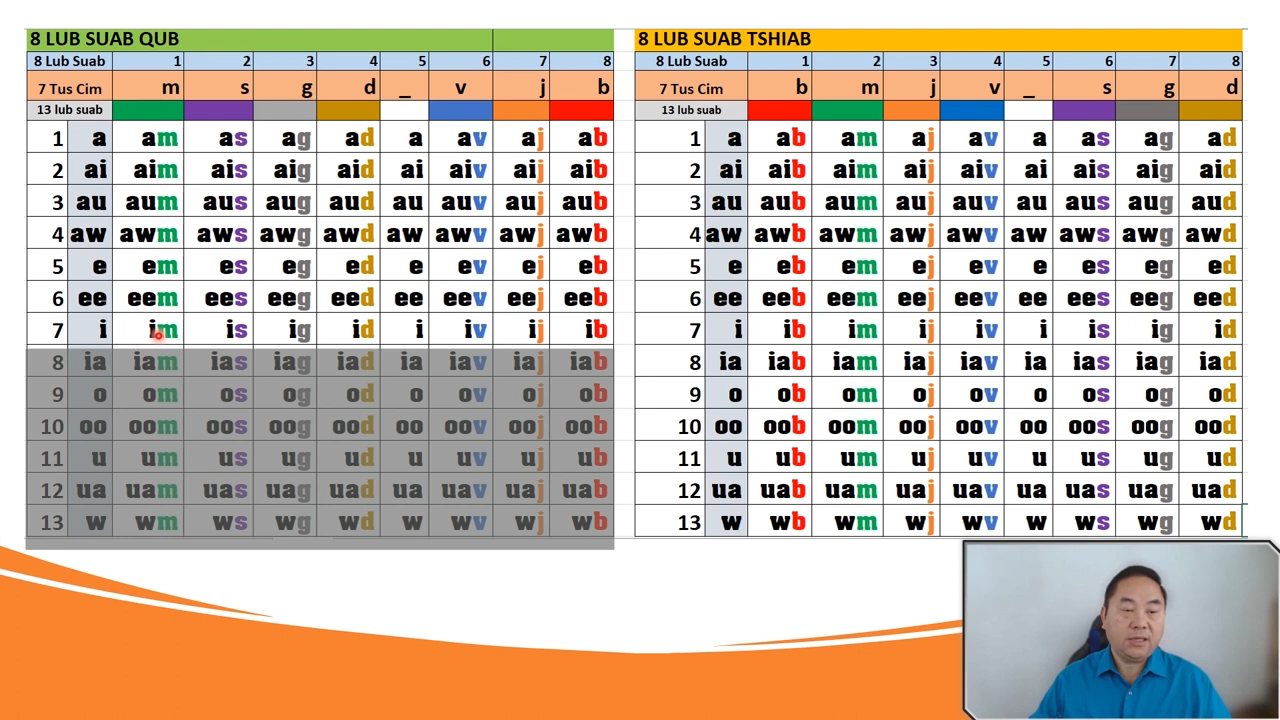 8 LUB SUAB QUB
8 Lub Suab 1 2 3 4 5 6 7 8
7 Tus Cim m s g d _ v j b
13 lub suab
1 a am as ag ad a av aj ab
2 ai aim ais aig aid ai aiv aij aib
3 au aum aus aug aud au auv auj aub
4 aw awm aws awg awd aw awv awj awb
5 e em es eg ed e ev ej eb
6 ee eem ees eeg eed ee eev eej eeb
7 i im is ig id i iv ij ib
8 ia iam ias iag iad ia iav iaj iab
9 o om os og od o ov oj ob
10 oo oom oos oog ood oo oov ooj oob
11 u um us ug ud u uv uj ub
12 ua uam uas uag uad ua uav uaj uab
13 w wm ws wg wd w wv wj wb
8 LUB SUAB TSHIAB
8 Lub Suab 1 2 3 4 5 6 7 8
7 Tus Cim b m j v _ s g d
13 lub suab
1 a ab am aj av a as ag ad
2 ai aib aim aij aiv ai ais aig aid
3 au aub aum auj auv au aus aug aud
4 aw awb awm awj awv aw aws awg awd
5 e eb em ej ev e es eg ed
6 ee eeb eem eej eev ee ees eeg eed
7 i ib im ij iv i is ig id
8 ia iab iam iaj iav ia ias iag iad
9 o ob om oj ov o os og od
10 oo oob oom ooj oov oo oos oog ood
11 u ub um uj uv u us ug ud
12 ua uab uam uaj uav ua uas uag uad
13 w wb wm wj wv w ws wg wd